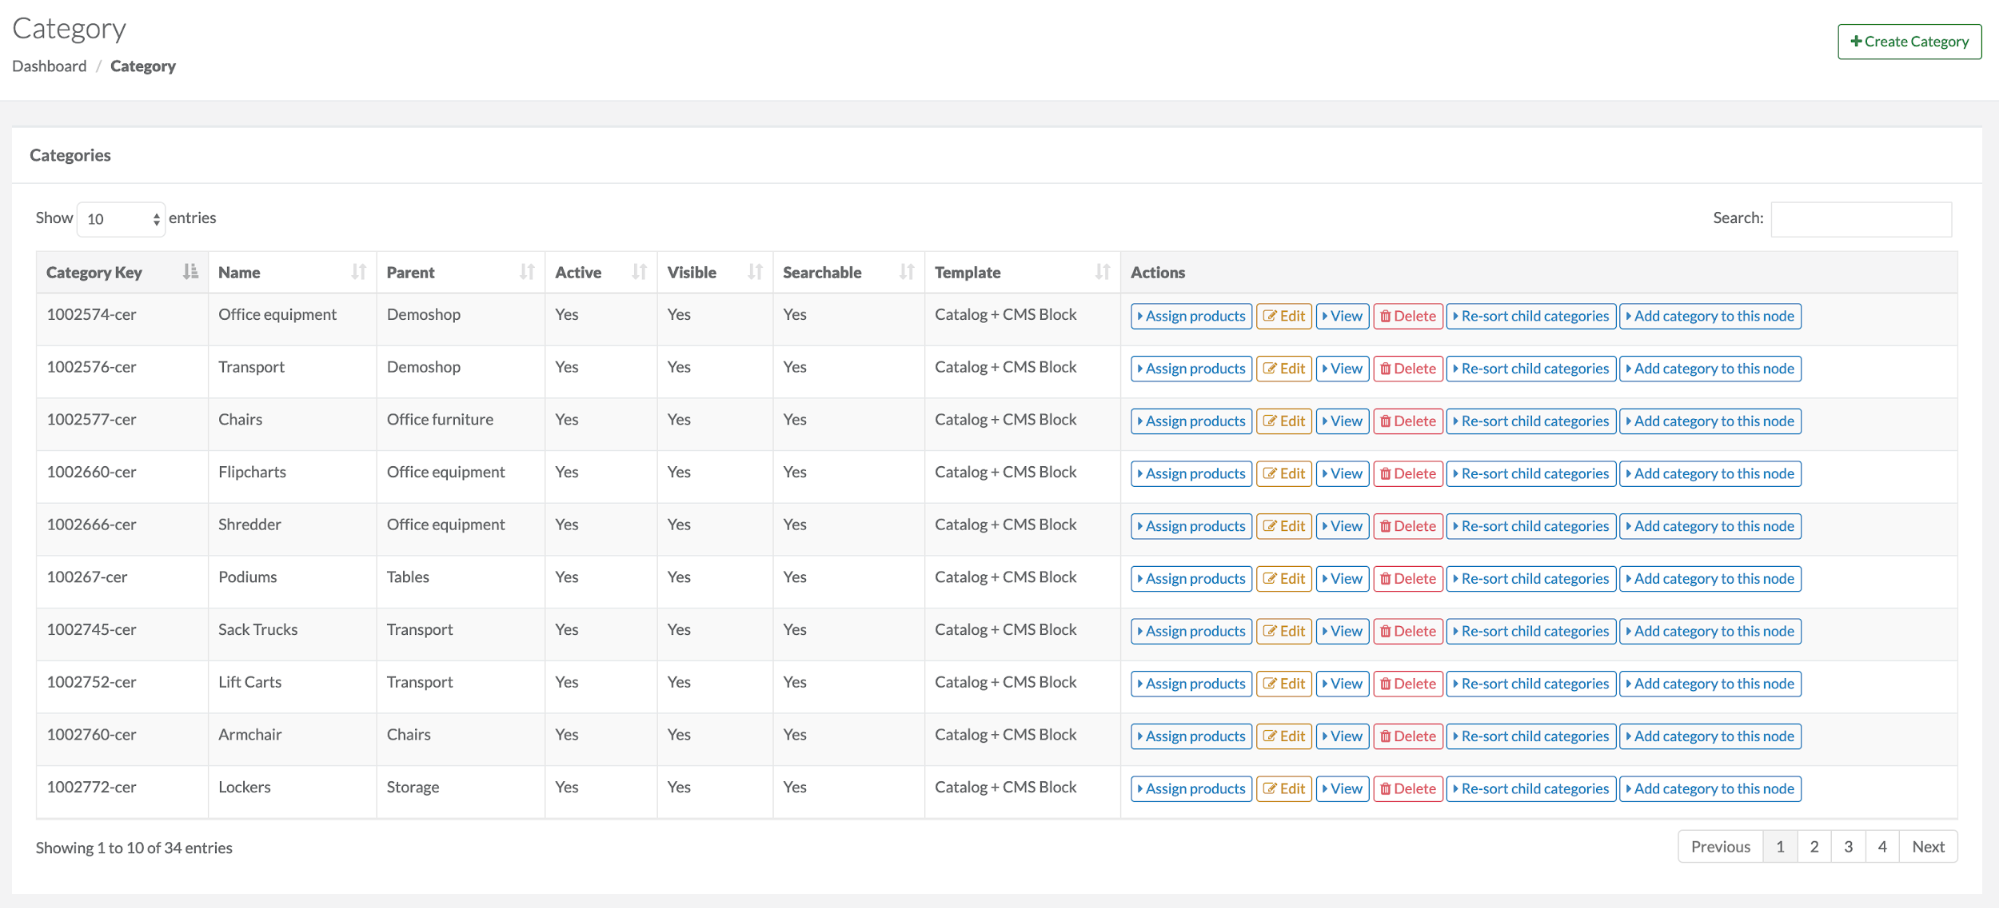 Category
Dashboard / Category
Create Category
Categories
Show 10 entries
Search:
Category Key Name Parent Active Visible Searchable Template Actions
1002574-cer Office equipment Demoshop Yes Yes Yes Catalog + CMS Block Assign products Edit View Delete Re-sort child categories Add category to this node
1002576-cer Transport Demoshop Yes Yes Yes Catalog + CMS Block Assign products Edit View Delete Re-sort child categories Add category to this node
1002577-cer Chairs Office furniture Yes Yes Yes Catalog + CMS Block Assign products Edit View Delete Re-sort child categories Add category to this node
1002660-cer Flipcharts Office equipment Yes Yes Yes Catalog + CMS Block Assign products Edit View Delete Re-sort child categories Add category to this node
1002666-cer Shredder Office equipment Yes Yes Yes Catalog + CMS Block Assign products Edit View Delete Re-sort child categories Add category to this node
100267-cer Podiums Tables Yes Yes Yes Catalog + CMS Block Assign products Edit View Delete Re-sort child categories Add category to this node
1002745-cer Sack Trucks Transport Yes Yes Yes Catalog + CMS Block Assign products Edit View Delete Re-sort child categories Add category to this node
1002752-cer Lift Carts Transport Yes Yes Yes Catalog + CMS Block Assign products Edit View Delete Re-sort child categories Add category to this node
1002760-cer Armchair Chairs Yes Yes Yes Catalog + CMS Block Assign products Edit View Delete Re-sort child categories Add category to this node
1002772-cer Lockers Storage Yes Yes Yes Catalog + CMS Block Assign products Edit View Delete Re-sort child categories Add category to this node
Showing 1 to 10 of 34 entries
Previous 1 2 3 4 Next